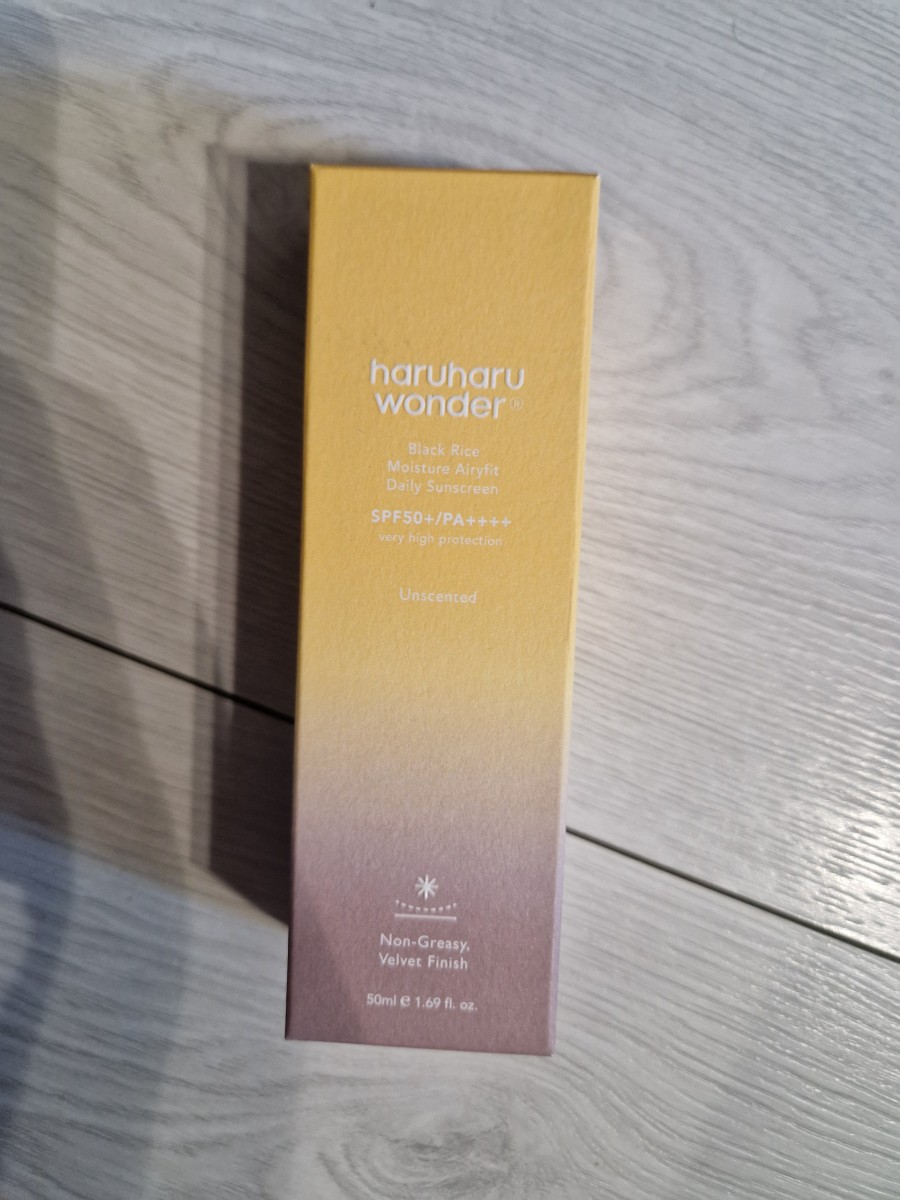 haruharu
wonder®
Black Rice
Moisture Airyfit
Daily Sunscreen
SPF50+/PA++++
very high protection
Unscented
Non-Greasy,
Velvet Finish
50ml ℮ 1.69 fl. oz.